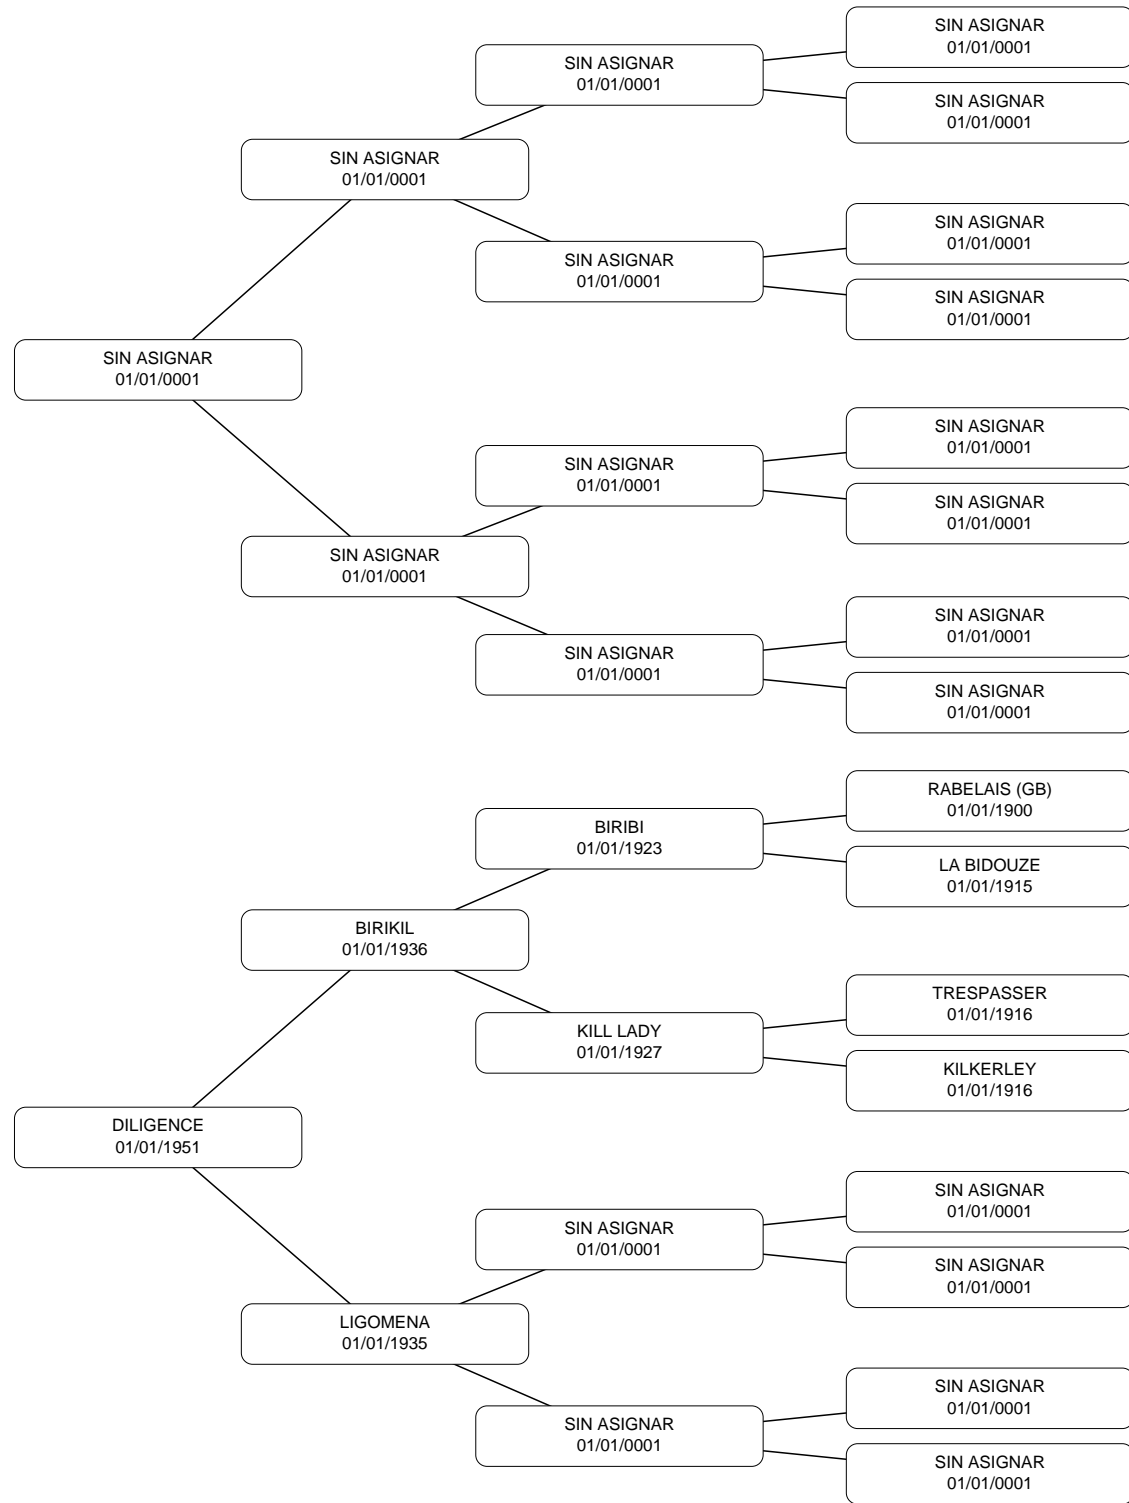 SIN ASIGNAR
01/01/0001
SIN ASIGNAR
01/01/0001
SIN ASIGNAR
01/01/0001
SIN ASIGNAR
01/01/0001
SIN ASIGNAR
01/01/0001
SIN ASIGNAR
01/01/0001
SIN ASIGNAR
01/01/0001
SIN ASIGNAR
01/01/0001
SIN ASIGNAR
01/01/0001
SIN ASIGNAR
01/01/0001
SIN ASIGNAR
01/01/0001
SIN ASIGNAR
01/01/0001
SIN ASIGNAR
01/01/0001
SIN ASIGNAR
01/01/0001
SIN ASIGNAR
01/01/0001
RABELAIS (GB)
01/01/1900
BIRIBI
01/01/1923
LA BIDOUZE
01/01/1915
BIRIKIL
01/01/1936
TRESPASSER
01/01/1916
KILL LADY
01/01/1927
KILKERLEY
01/01/1916
DILIGENCE
01/01/1951
SIN ASIGNAR
01/01/0001
SIN ASIGNAR
01/01/0001
SIN ASIGNAR
01/01/0001
LIGOMENA
01/01/1935
SIN ASIGNAR
01/01/0001
SIN ASIGNAR
01/01/0001
SIN ASIGNAR
01/01/0001